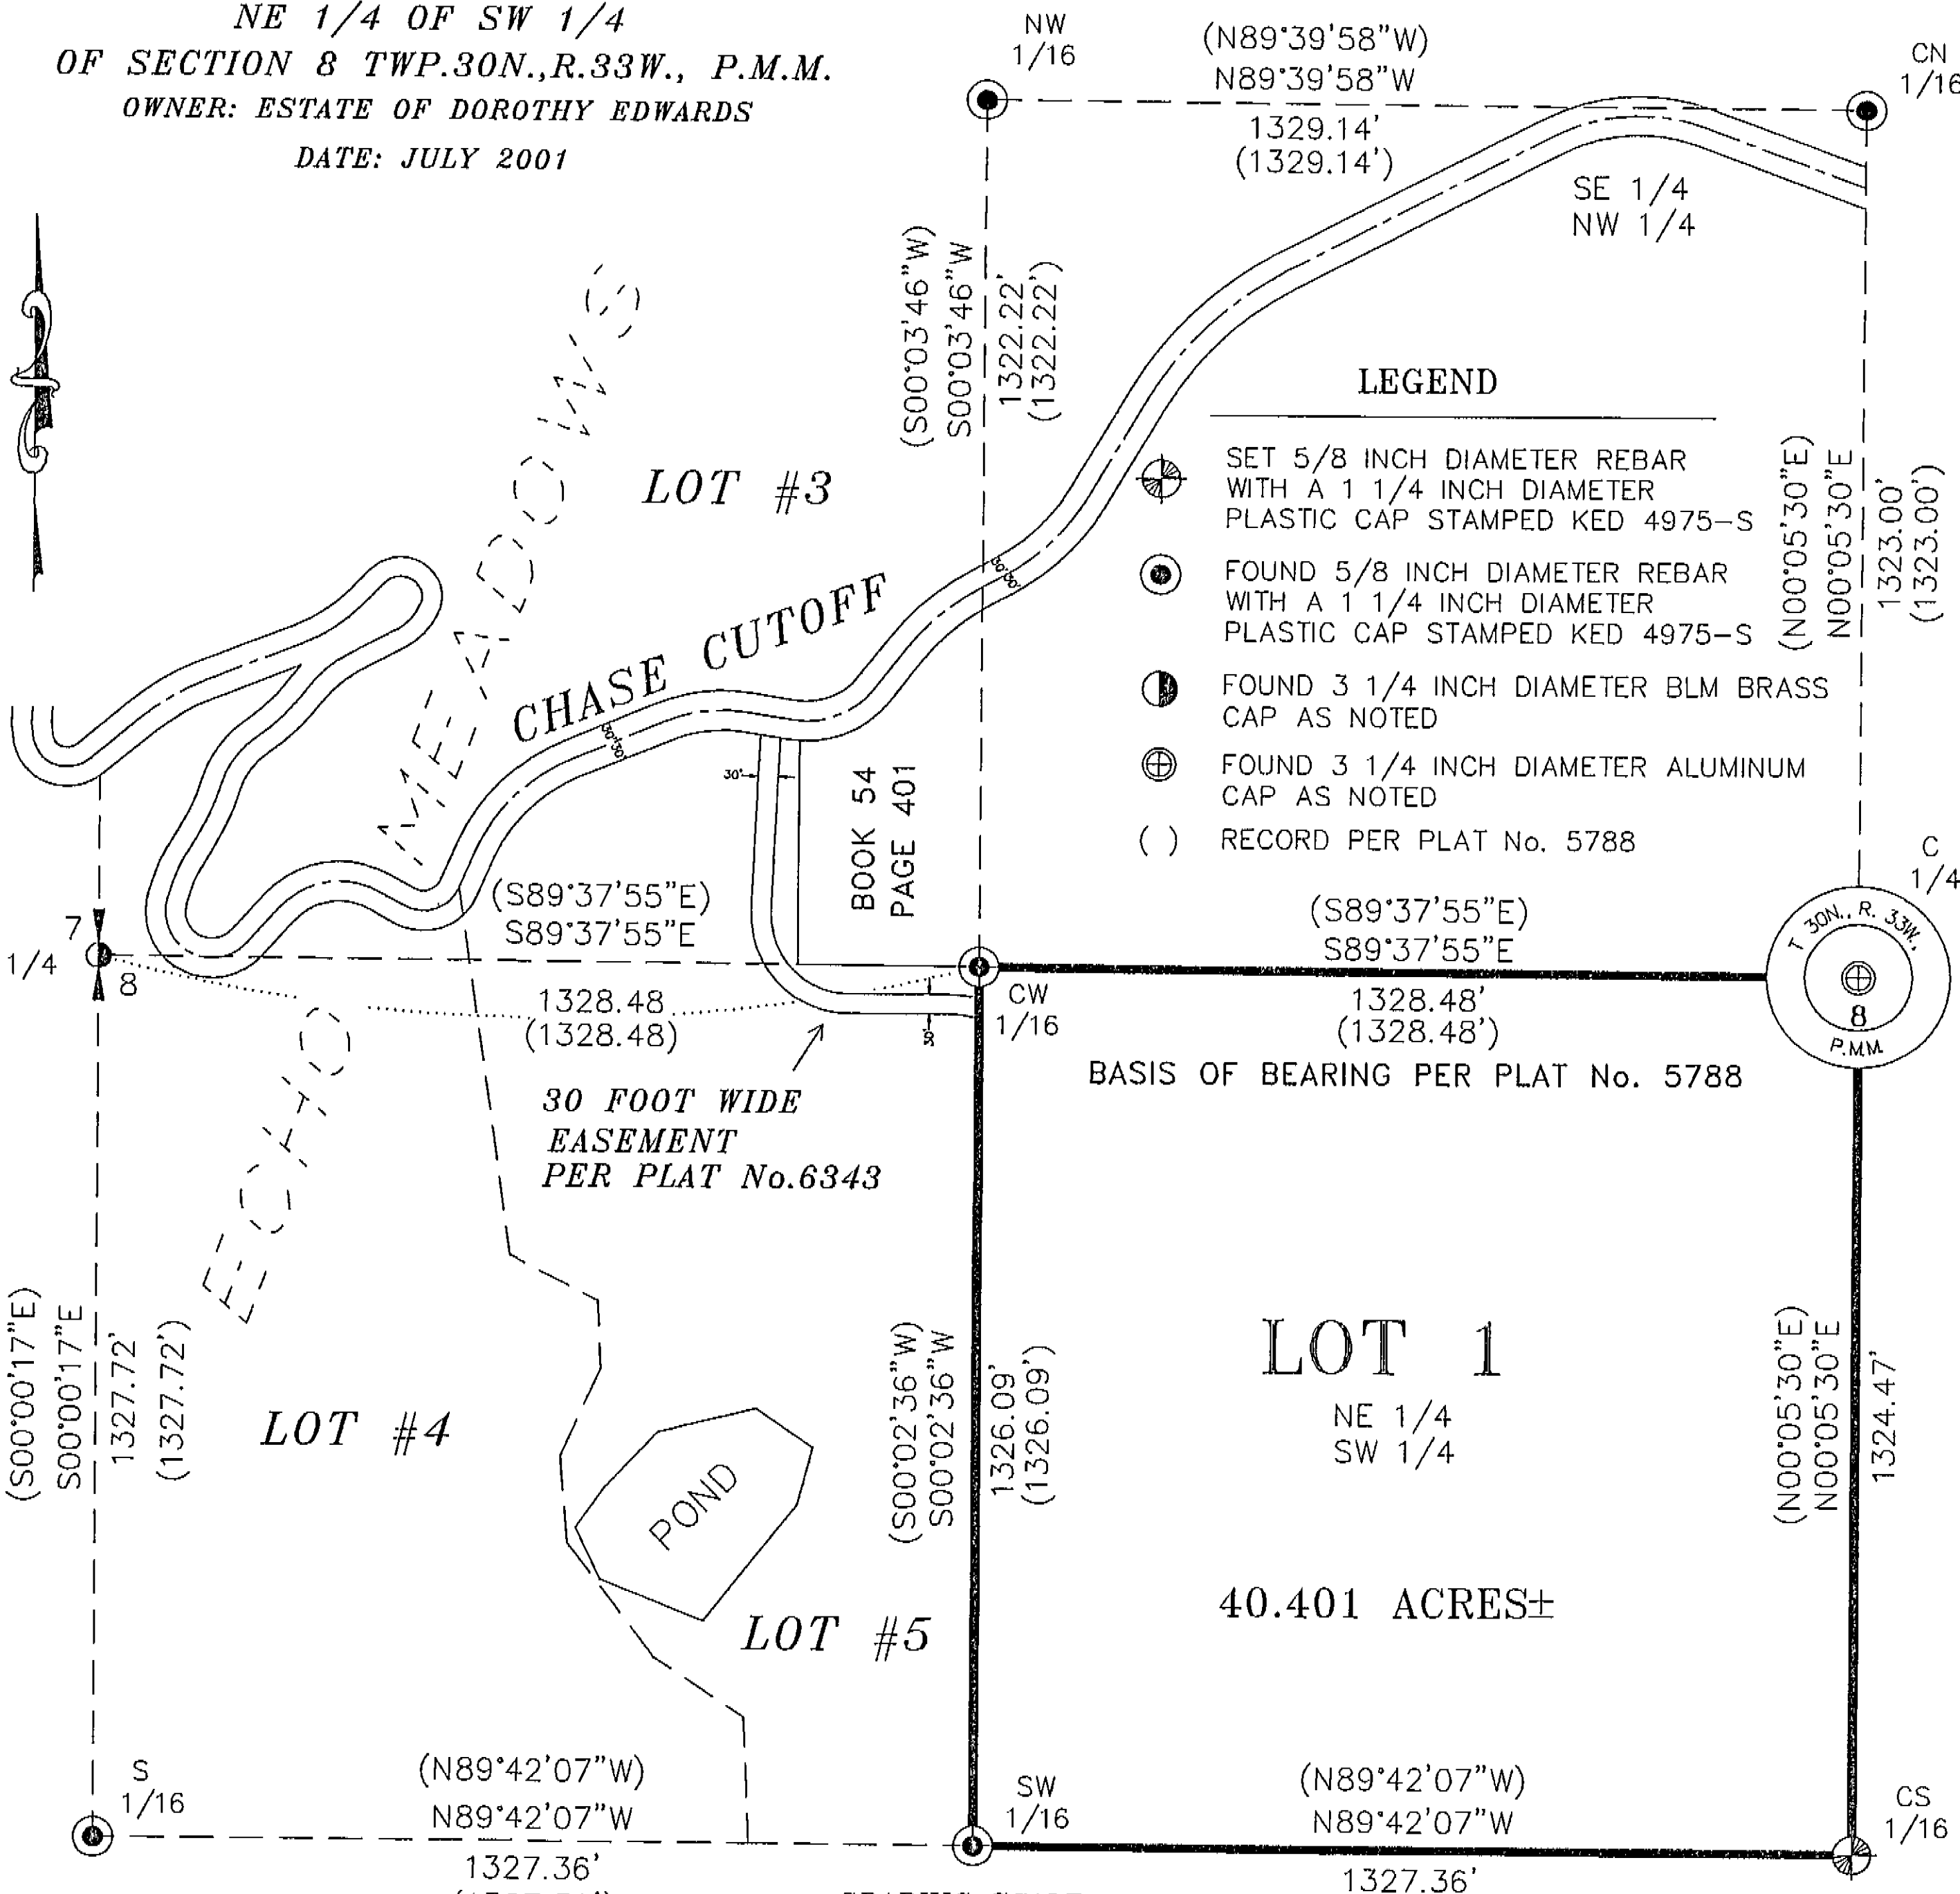 NE 1/4 OF SW 1/4
OF SECTION 8 TWP.30N.,R.33W., P.M.M.
OWNER: ESTATE OF DOROTHY EDWARDS
DATE: JULY 2001
NW
1/16
(N89°39'58"W)
N89°39'58"W
1329.14'
(1329.14')
CN
1/16
SE 1/4
NW 1/4
(S00°03'46"W)
S00°03'46"W
1322.22'
(1322.22')
LEGEND
SET 5/8 INCH DIAMETER REBAR
WITH A 1 1/4 INCH DIAMETER
PLASTIC CAP STAMPED KED 4975-S
FOUND 5/8 INCH DIAMETER REBAR
WITH A 1 1/4 INCH DIAMETER
PLASTIC CAP STAMPED KED 4975-S
FOUND 3 1/4 INCH DIAMETER BLM BRASS
CAP AS NOTED
FOUND 3 1/4 INCH DIAMETER ALUMINUM
CAP AS NOTED
( ) RECORD PER PLAT No. 5788
(N00°05'30"E)
N00°05'30"E
1323.00'
(1323.00')
LOT #3
ECHO MEADOWS
CHASE CUTOFF
30' 30'
30' 30'
30'
BOOK 54
PAGE 401
7
1/4
8
(S89°37'55"E)
S89°37'55"E
1328.48
(1328.48)
30'
CW
1/16
(S89°37'55"E)
S89°37'55"E
1328.48'
(1328.48')
BASIS OF BEARING PER PLAT No. 5788
C
1/4
T 30N., R. 33W.,
8
P.M.M.
30 FOOT WIDE
EASEMENT
PER PLAT No.6343
(S00°00'17"E)
S00°00'17"E
1327.72'
(1327.72')
LOT #4
POND
LOT #5
(S00°02'36"W)
S00°02'36"W
1326.09'
(1326.09')
LOT 1
NE 1/4
SW 1/4
40.401 ACRES±
(N00°05'30"E)
N00°05'30"E
1324.47'
S
1/16
(N89°42'07"W)
N89°42'07"W
1327.36'
SW
1/16
(N89°42'07"W)
N89°42'07"W
1327.36'
CS
1/16